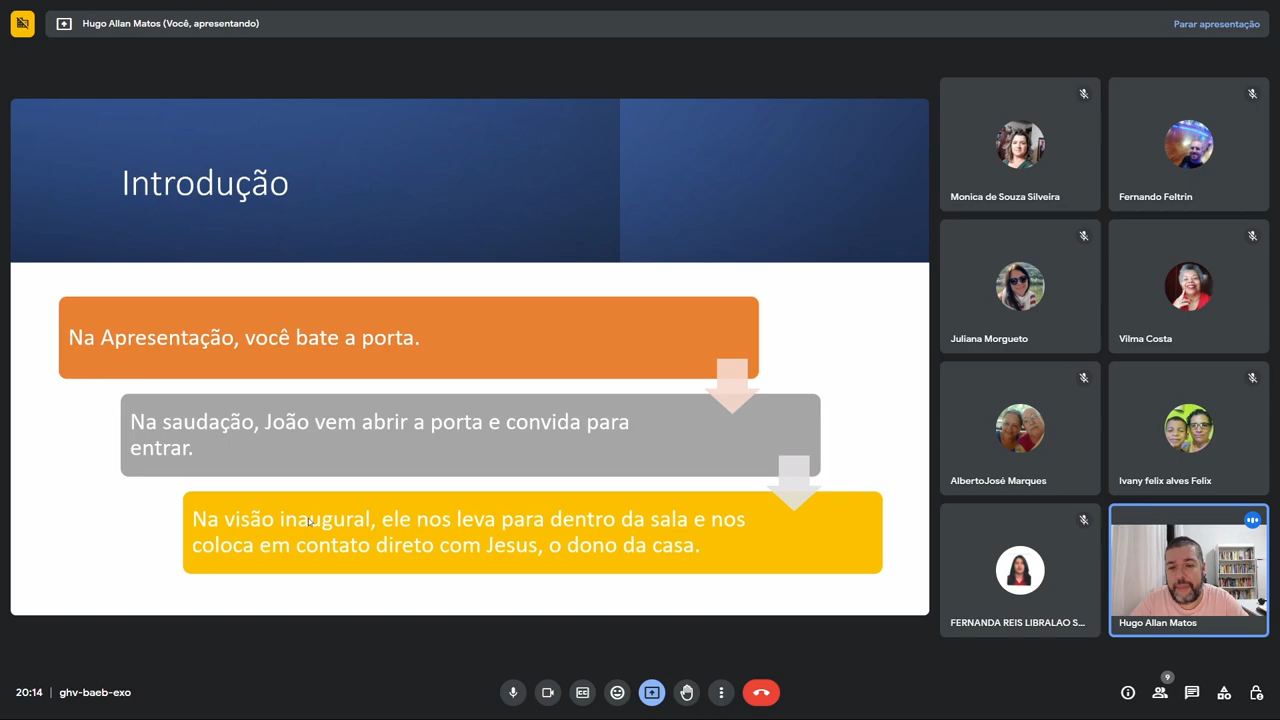 Hugo Allan Matos (Você, apresentando)
Parar apresentação
Introdução
Na Apresentação, você bate a porta.
Na saudação, João vem abrir a porta e convida para
entrar.
Na visão inaugural, ele nos leva para dentro da sala e nos
coloca em contato direto com Jesus, o dono da casa.
Monica de Souza Silveira
Fernando Feltrin
Juliana Morgueto
Vilma Costa
AlbertoJosé Marques
Ivany felix alves Felix
FERNANDA REIS LIBRALAO S...
Hugo Allan Matos
20:14 | ghv-baeb-exo
9